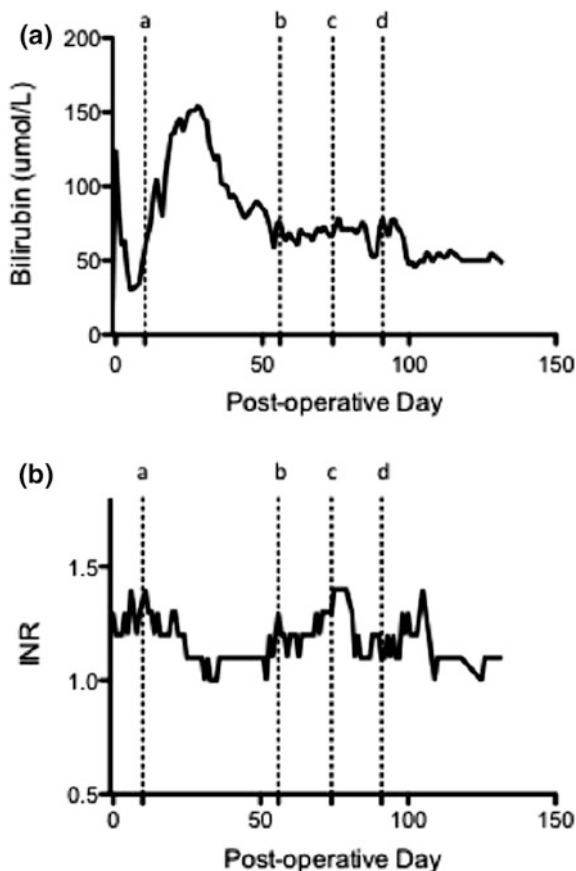 (a)
a b c d
200
150
100
50
0
Bilirubin (umol/L)
0 50 100 150
Post-operative Day
(b)
a b c d
1.5
1.0
0.5
INR
0 50 100 150
Post-operative Day